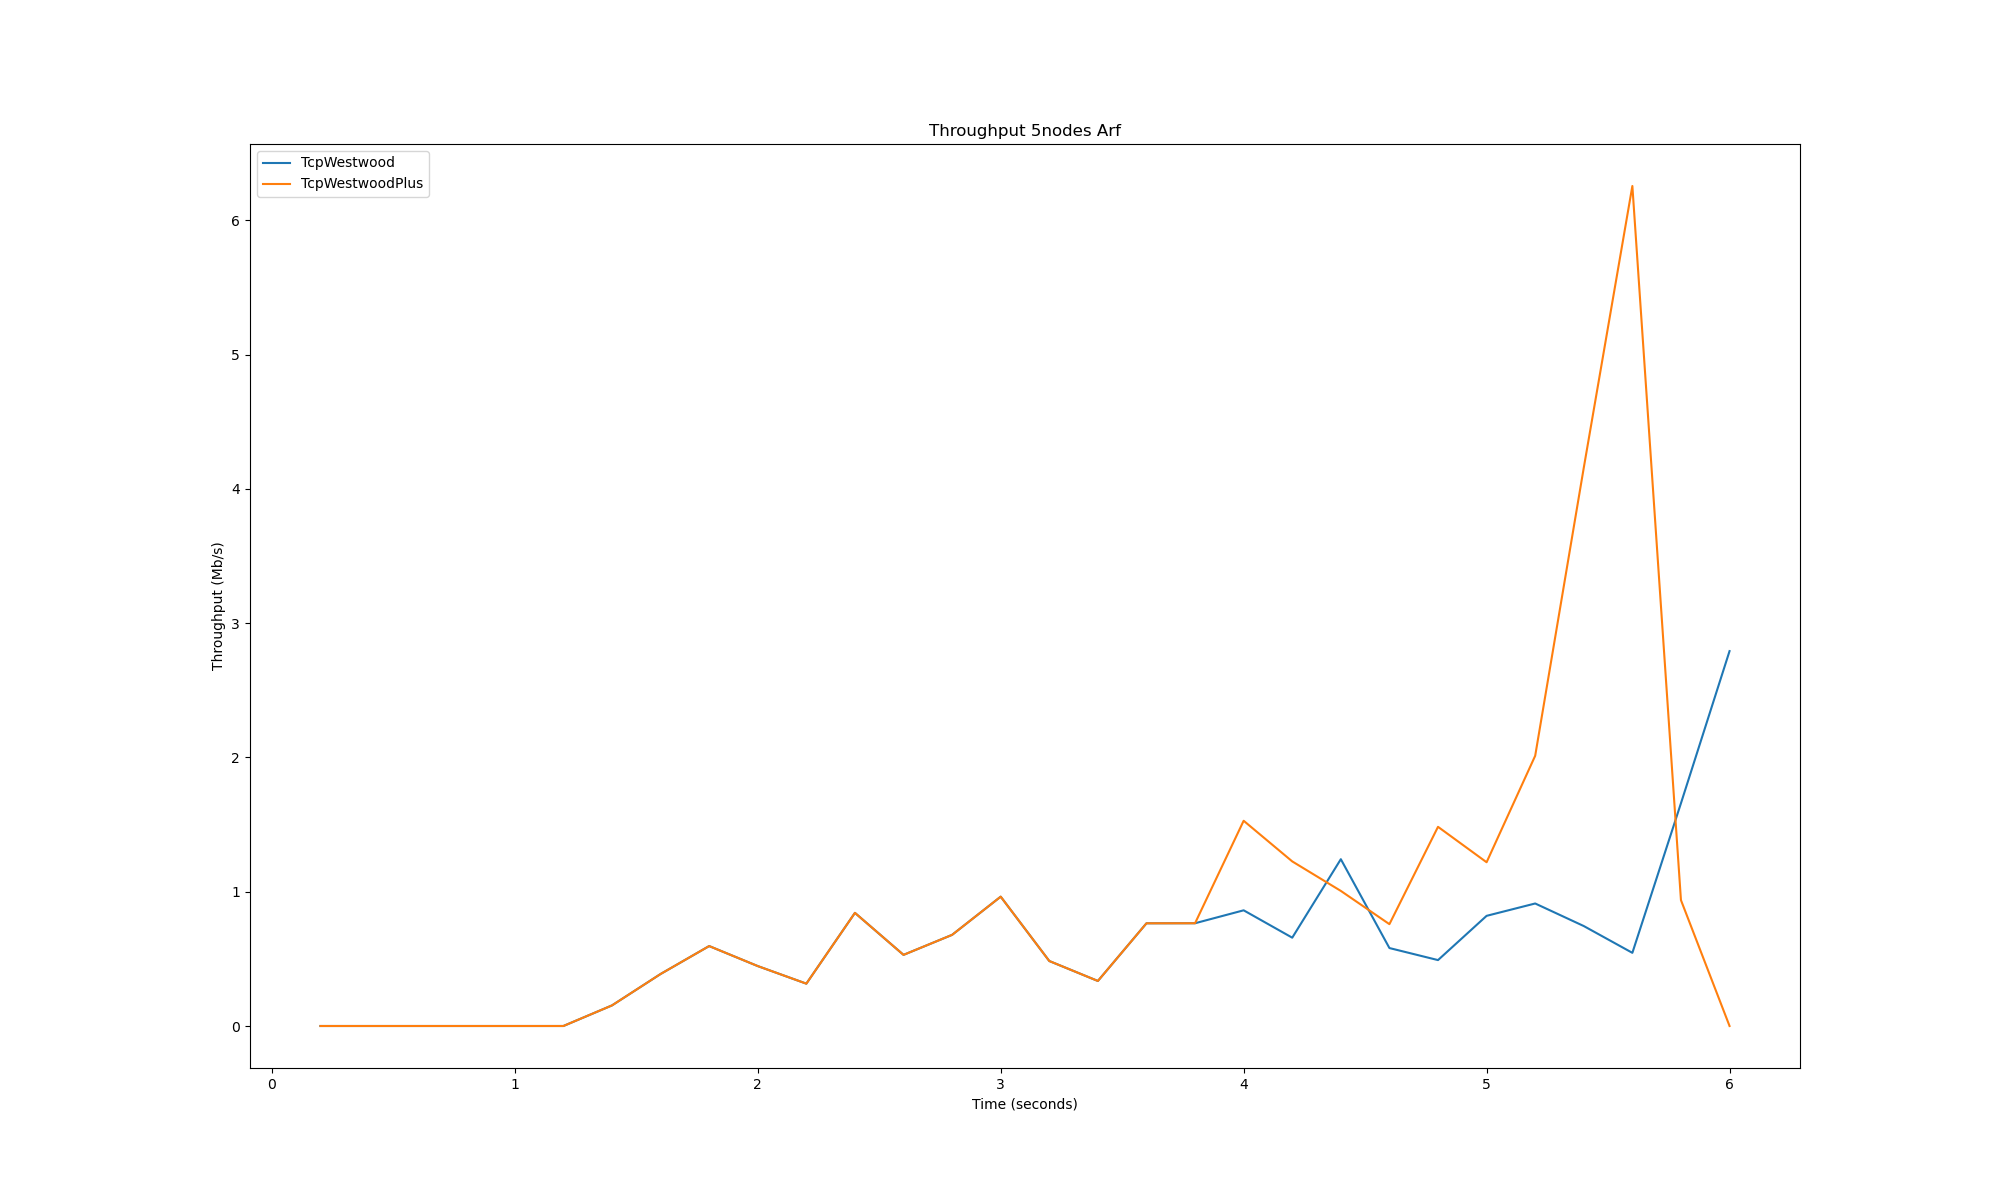 Throughput 5nodes Arf
TcpWestwood
TcpWestwoodPlus
6
5
4
3
2
1
0
Throughput (Mb/s)
0 1 2 3 4 5 6
Time (seconds)